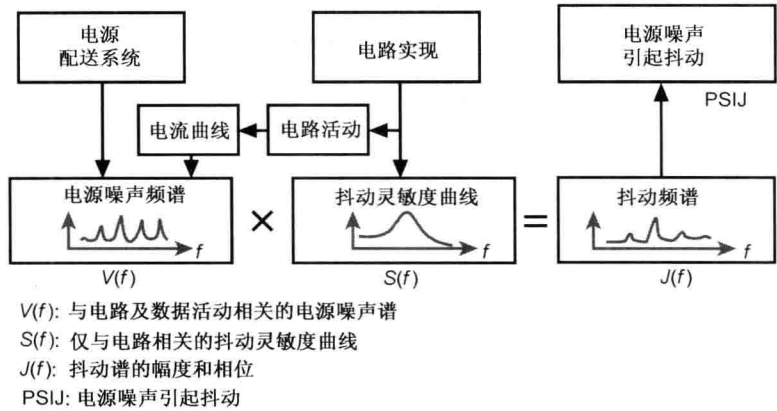 电源
配送系统
电路实现
电源噪声
引起抖动
PSIJ
电流曲线
电路活动
电源噪声频谱
f
V(f)
×
抖动灵敏度曲线
f
S(f)
=
抖动频谱
f
J(f)
V(f): 与电路及数据活动相关的电源噪声谱
S(f): 仅与电路相关的抖动灵敏度曲线
J(f): 抖动谱的幅度和相位
PSIJ: 电源噪声引起抖动